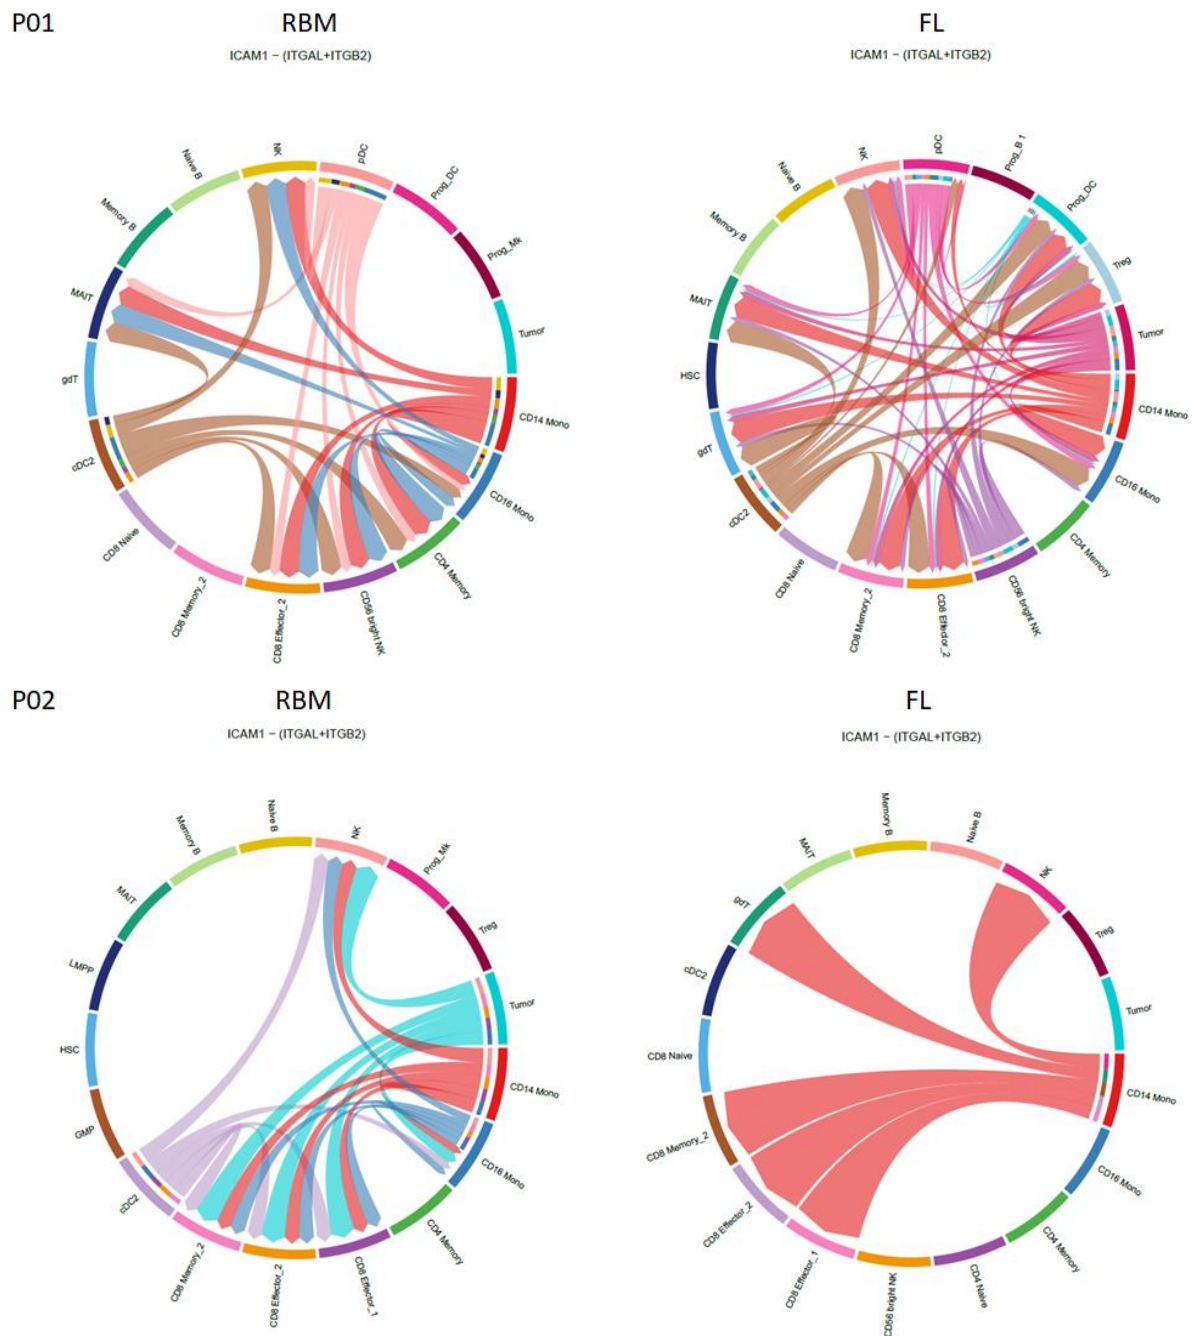 P01
RBM
FL
ICAM1 − (ITGAL+ITGB2)
ICAM1 − (ITGAL+ITGB2)
NK
pDC
Prog_DC
Prog_Mk
Tumor
CD14 Mono
CD16 Mono
CD4 Memory
CD56 bright NK
CD8 Effector_2
CD8 Memory_2
CD8 Naive
cDC2
gdT
MAIT
Memory B
Naive B
NK
pDC
Prog_B 1
Prog_DC
Treg
Tumor
CD14 Mono
CD16 Mono
CD4 Memory
CD56 bright NK
CD8 Effector_2
CD8 Memory_2
CD8 Naive
cDC2
gdT
HSC
MAIT
Memory B
Naive B
P02
RBM
FL
ICAM1 − (ITGAL+ITGB2)
ICAM1 − (ITGAL+ITGB2)
Naive B
NK
Prog_Mk
Treg
Tumor
CD14 Mono
CD16 Mono
CD4 Memory
CD8 Effector_1
CD8 Effector_2
CD8 Memory_2
cDC2
GMP
HSC
LMPP
MAIT
Memory B
Memory B
Naive B
NK
Treg
Tumor
CD14 Mono
CD16 Mono
CD4 Memory
CD4 Naive
CD56 bright NK
CD8 Effector_1
CD8 Effector_2
CD8 Memory_2
CD8 Naive
cDC2
gdT
MAIT